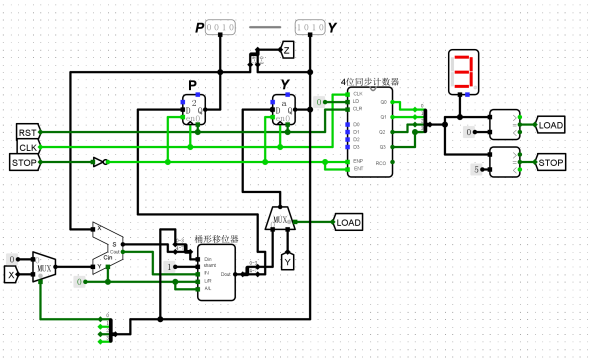 P 0010 1010 Y
Z
4位同步计数器
P Y
2 a
D Q D Q
0
CLK
LD
CLR
D0
D1
D2
D3
ENP
ENT
Q0
Q1
Q2
Q3
RCO
RST
CLK
STOP
0
LOAD
5
STOP
MUX
LOAD
Y
桶形移位器
X
S
Cout
Cin
Y
0
X
MUX
0
1
Din
L/R
A/L
Dout